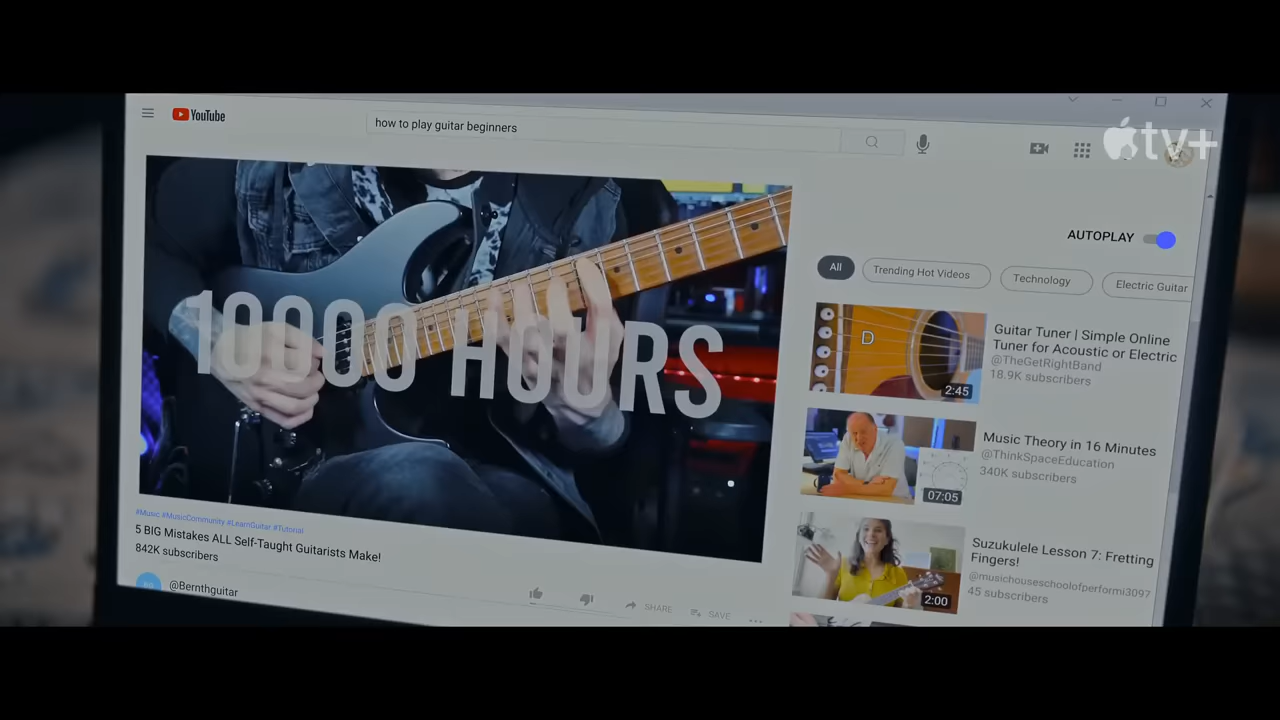 YouTube
how to play guitar beginners
tv+
AUTOPLAY
All
Trending Hot Videos
Technology
Electric Guitar
10000 HOURS
D
2:45
Guitar Tuner | Simple Online
Tuner for Acoustic or Electric
@TheGetRightBand
18.9K subscribers
07:05
Music Theory in 16 Minutes
@ThinkSpaceEducation
340K subscribers
2:00
Suzukulele Lesson 7: Fretting
Fingers!
@musichouseschoolofperformi3097
45 subscribers
#Music #MusicCommunity #LearnGuitar #Tutorial
5 BIG Mistakes ALL Self-Taught Guitarists Make!
842K subscribers
@Bernthguitar
SHARE
SAVE